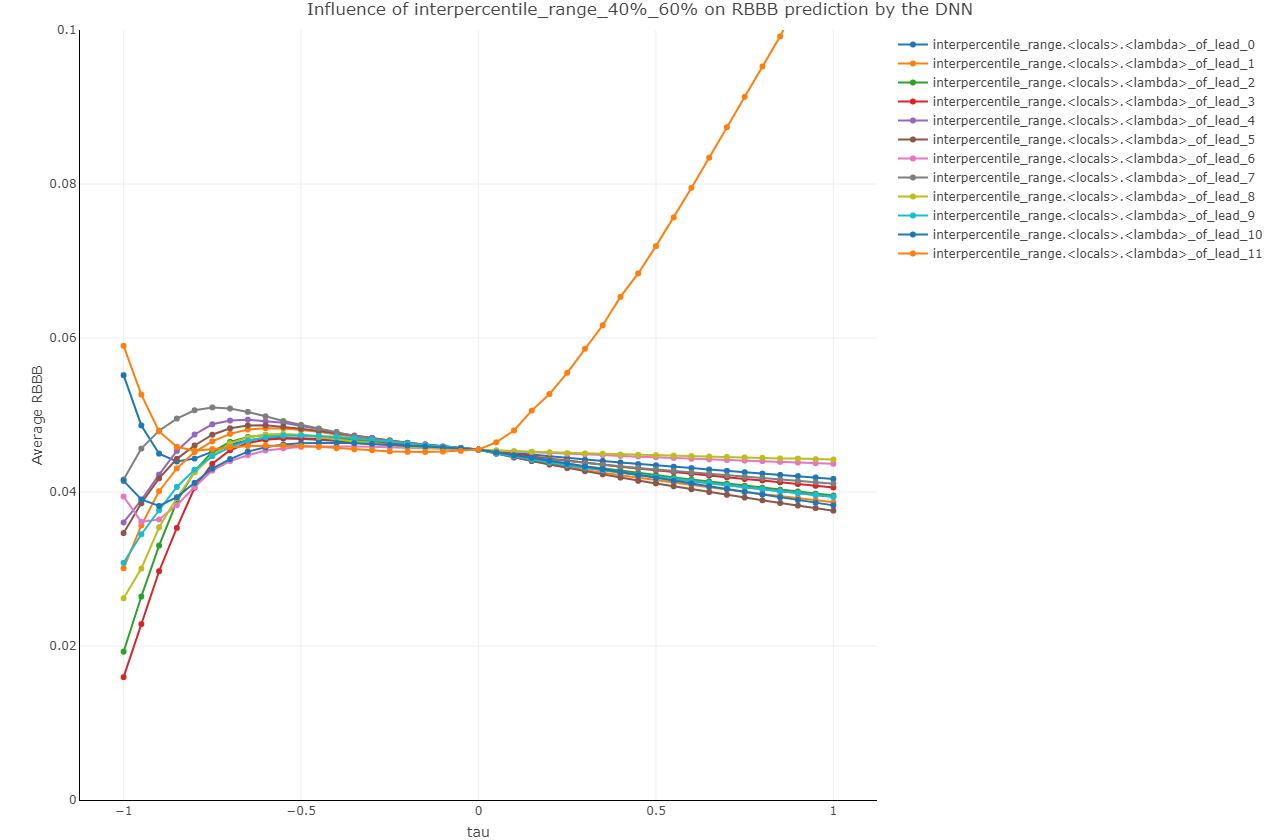 Influence of interpercentile_range_40%_60% on RBBB prediction by the DNN
0.1
0.08
0.06
0.04
0.02
0
Average RBBB
−1
−0.5
0
0.5
1
tau
interpercentile_range.<locals>.<lambda>_of_lead_0
interpercentile_range.<locals>.<lambda>_of_lead_1
interpercentile_range.<locals>.<lambda>_of_lead_2
interpercentile_range.<locals>.<lambda>_of_lead_3
interpercentile_range.<locals>.<lambda>_of_lead_4
interpercentile_range.<locals>.<lambda>_of_lead_5
interpercentile_range.<locals>.<lambda>_of_lead_6
interpercentile_range.<locals>.<lambda>_of_lead_7
interpercentile_range.<locals>.<lambda>_of_lead_8
interpercentile_range.<locals>.<lambda>_of_lead_9
interpercentile_range.<locals>.<lambda>_of_lead_10
interpercentile_range.<locals>.<lambda>_of_lead_11